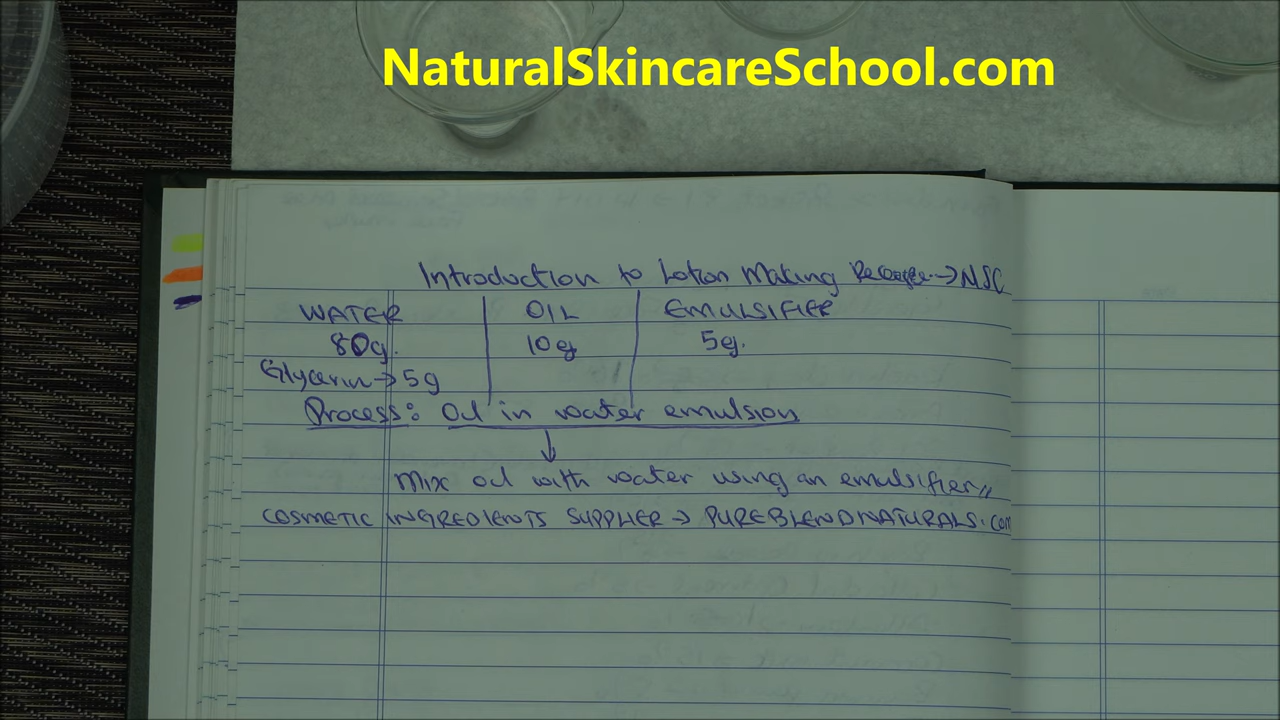 NaturalSkincareSchool.com
Introduction to Lotion Making → NSC
WATER OIL EMULSIFIER
80g. 10g 5g.
Glycerin → 5g
Process: Oil in water emulsion
↓
Mix oil with water using an emulsifier,,
COSMETIC INGREDIENTS SUPPLIER → PUREBLENDNATURALS.COM